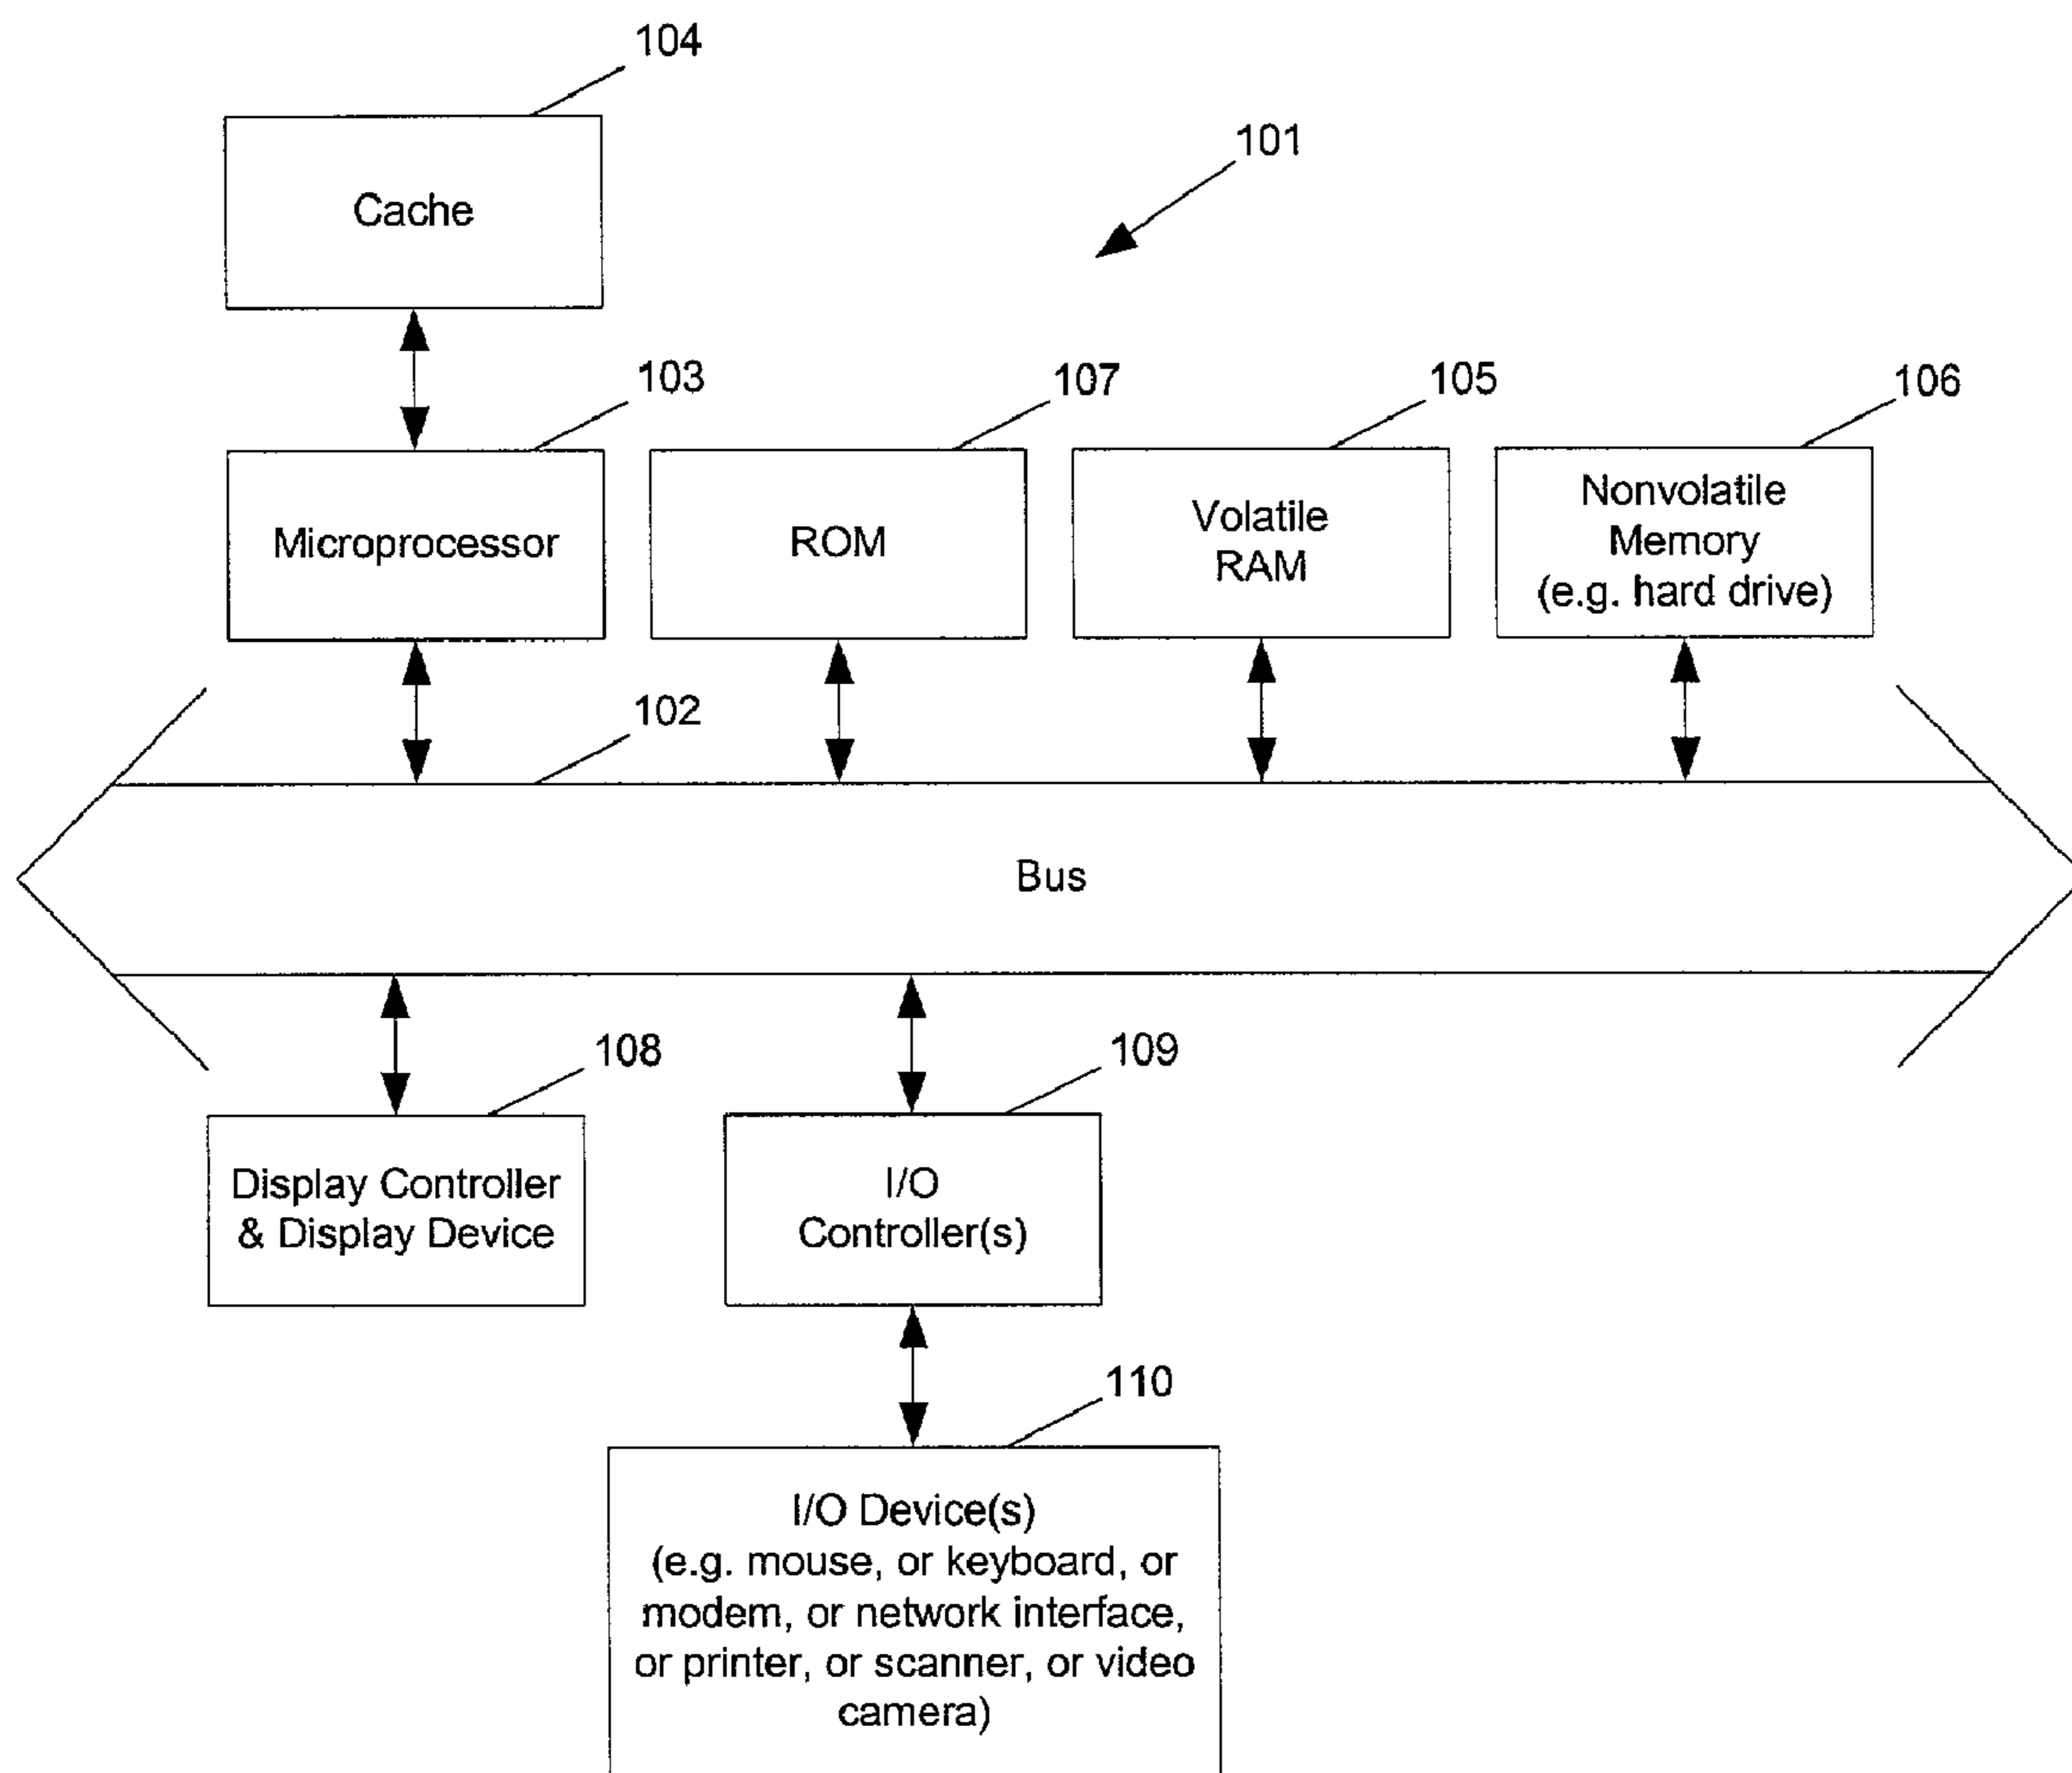 104
Cache
101
103
107
105
106
Microprocessor
ROM
Volatile
RAM
Nonvolatile
Memory
(e.g. hard drive)
102
Bus
108
109
Display Controller
& Display Device
I/O
Controller(s)
110
I/O Device(s)
(e.g. mouse, or keyboard, or
modem, or network interface,
or printer, or scanner, or video
camera)